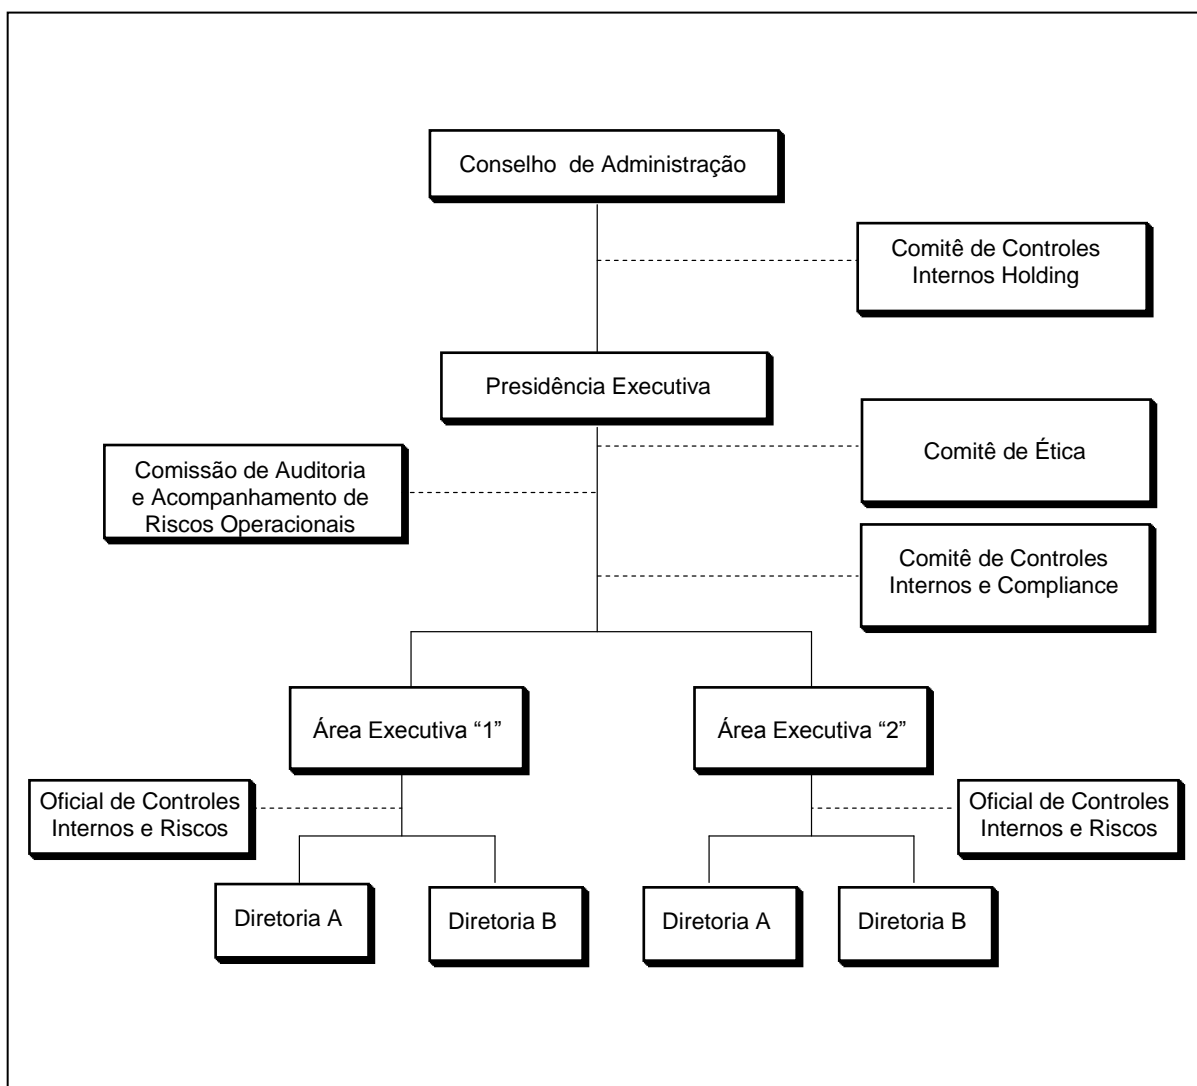 Conselho de Administração
Comitê de Controles
Internos Holding
Presidência Executiva
Comitê de Ética
Comissão de Auditoria
e Acompanhamento de
Riscos Operacionais
Comitê de Controles
Internos e Compliance
Área Executiva “1”
Área Executiva “2”
Oficial de Controles
Internos e Riscos
Oficial de Controles
Internos e Riscos
Diretoria A
Diretoria B
Diretoria A
Diretoria B